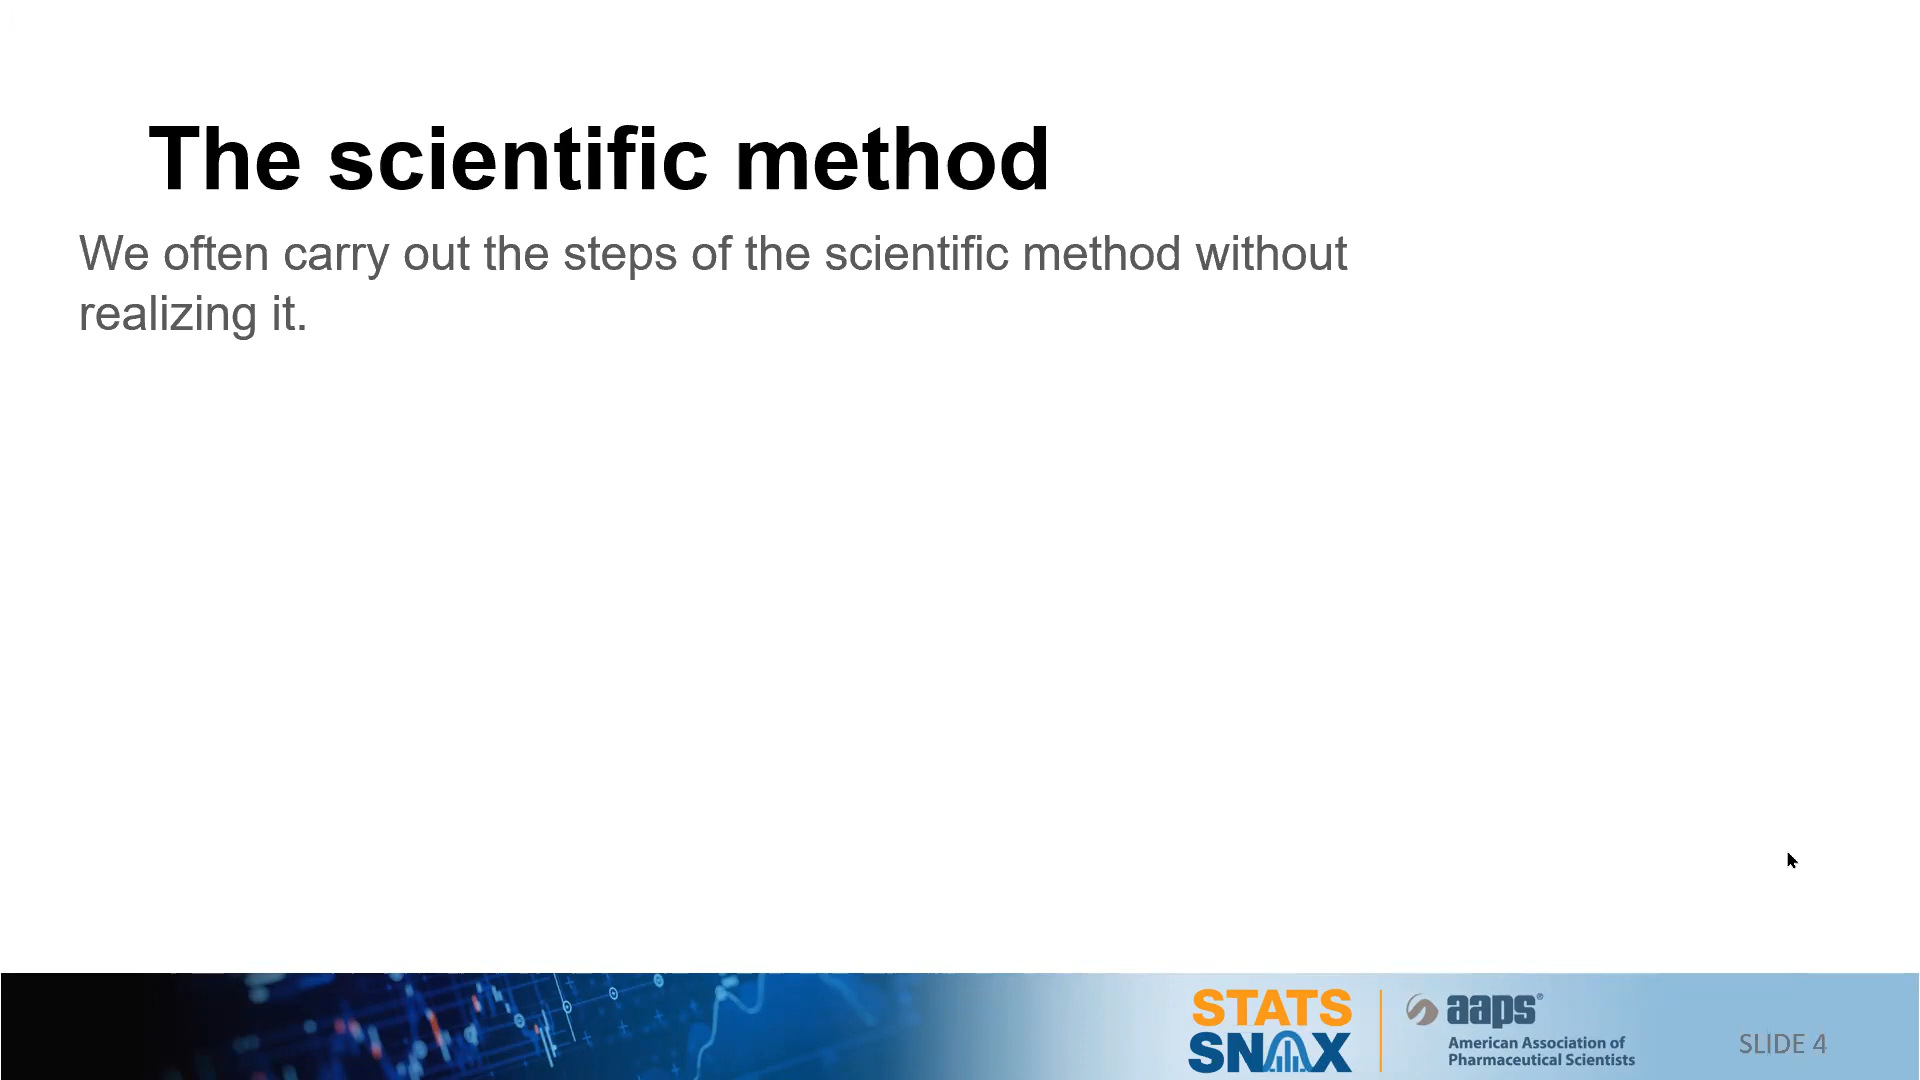 The scientific method
We often carry out the steps of the scientific method without
realizing it.
STATS
SNAX
aaps®
American Association of
Pharmaceutical Scientists
SLIDE 4